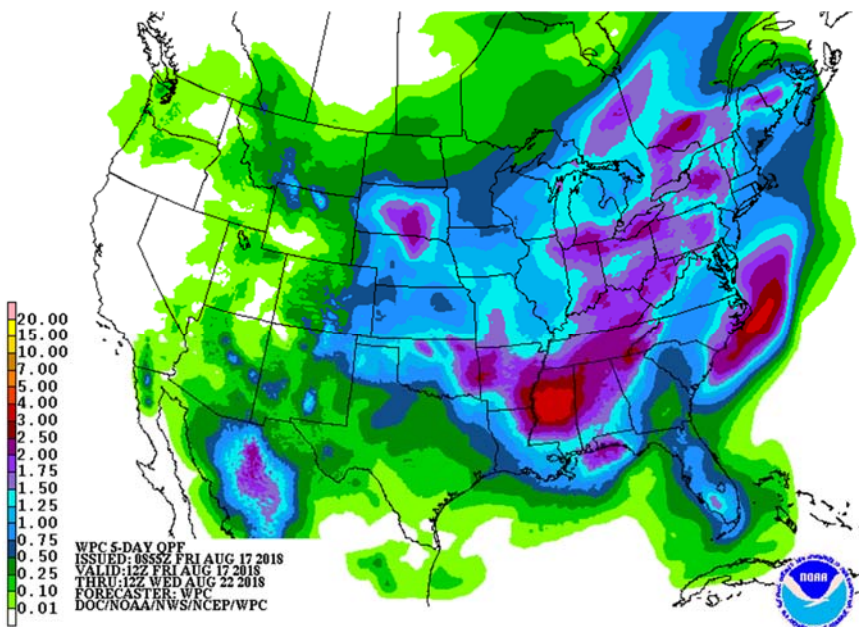 20.00
15.00
10.00
7.00
5.00
4.00
3.00
2.50
2.00
1.75
1.50
1.25
1.00
0.75
0.50
0.25
0.10
0.01
WPC 5-DAY QPF
ISSUED: 0855Z FRI AUG 17 2018
VALID:12Z FRI AUG 17 2018
THRU:12Z WED AUG 22 2018
FORECASTER: WPC
DOC/NOAA/NWS/NCEP/WPC
NOAA